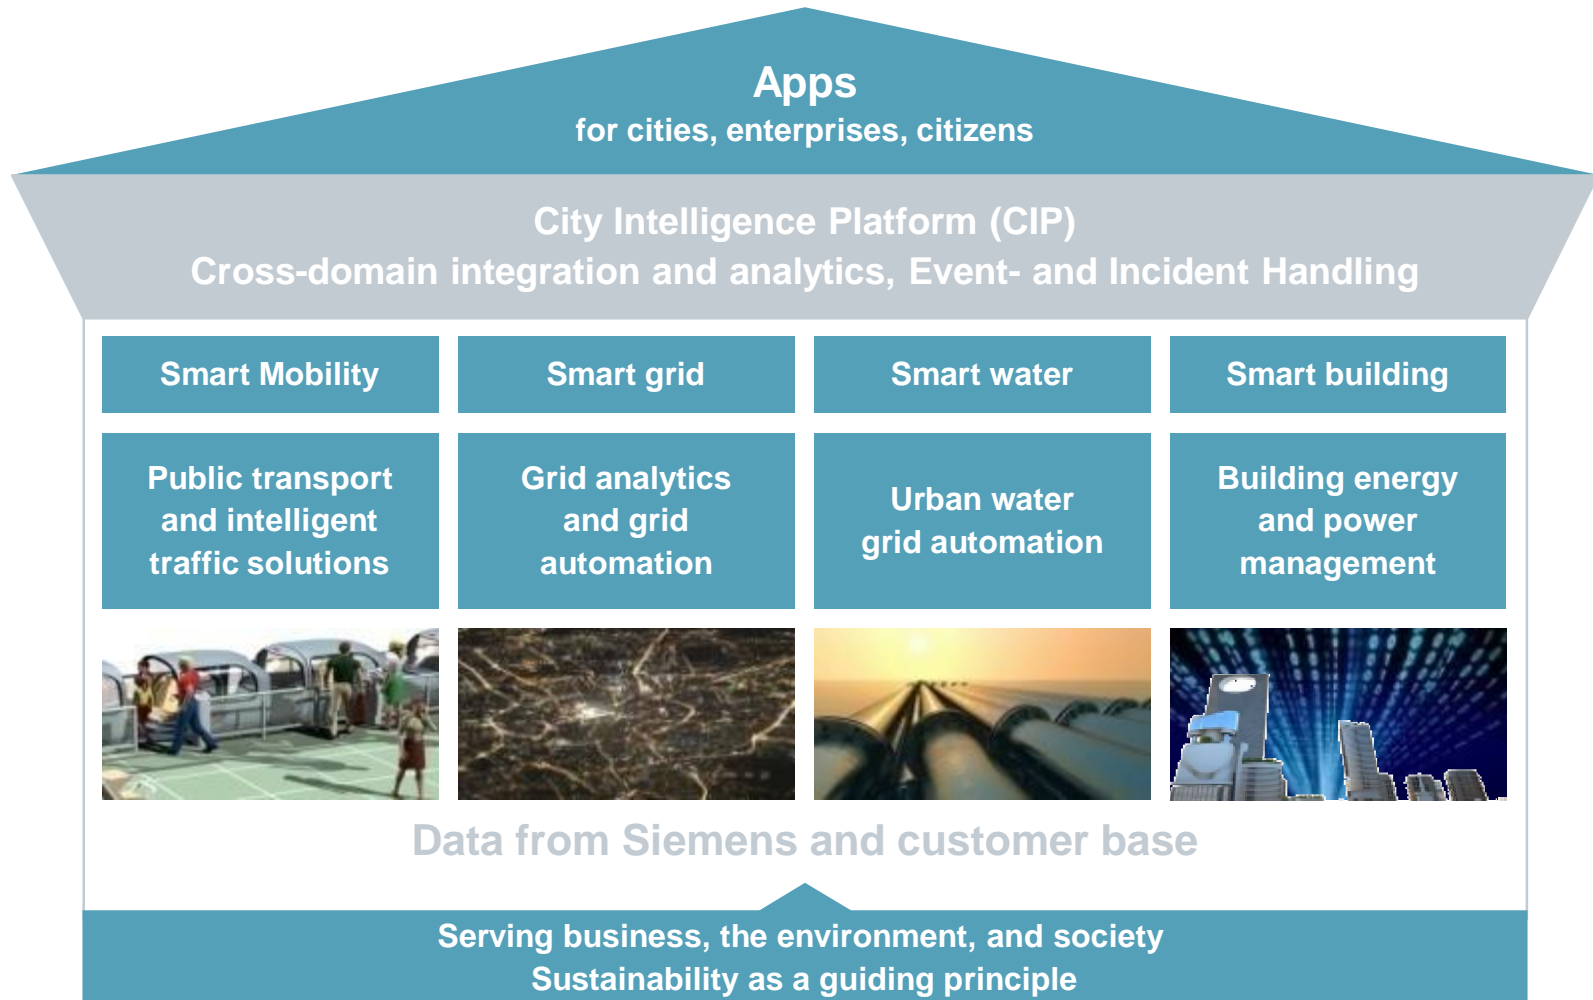 Apps
for cities, enterprises, citizens
City Intelligence Platform (CIP)
Cross-domain integration and analytics, Event- and Incident Handling
Smart Mobility
Smart grid
Smart water
Smart building
Public transport
and intelligent
traffic solutions
Grid analytics
and grid
automation
Urban water
grid automation
Building energy
and power
management
Data from Siemens and customer base
Serving business, the environment, and society
Sustainability as a guiding principle